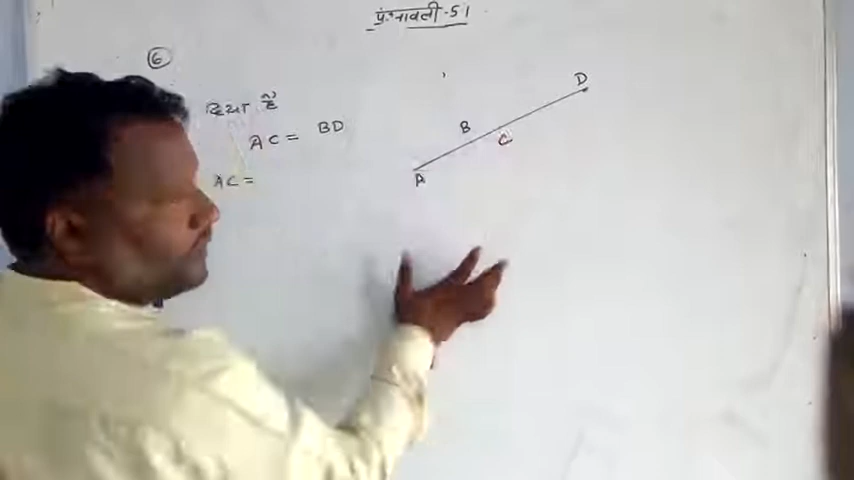 प्रश्नावली - 5.1
6
दिया है
AC = BD
AC =
D
B
C
A